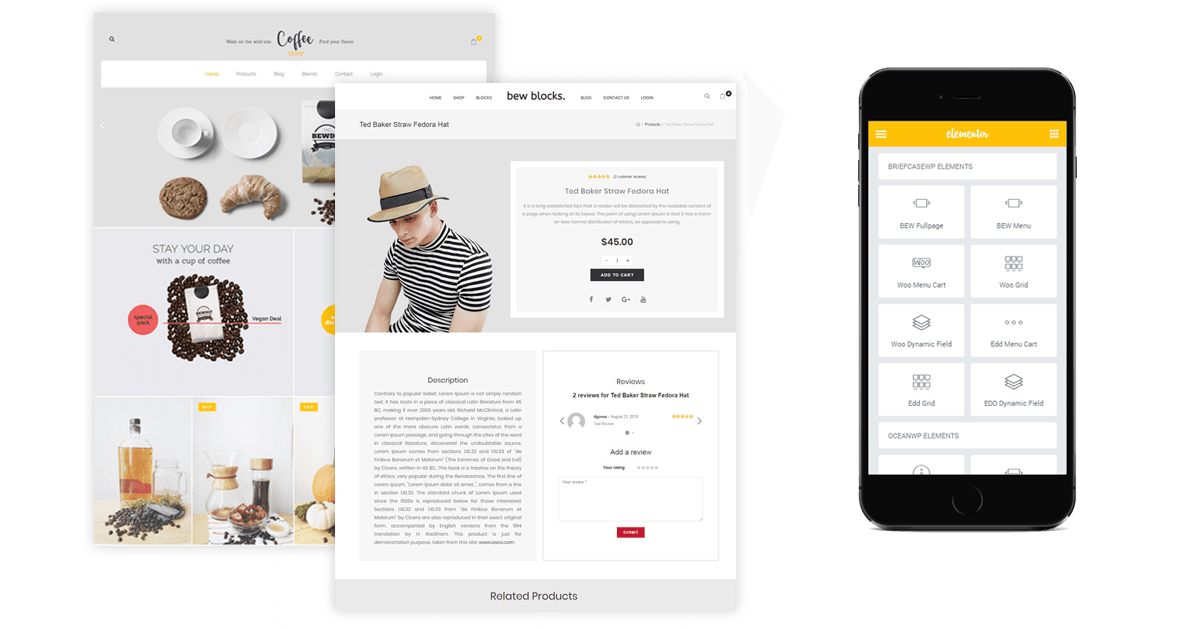 Walk on the wild site
Coffee
Find your theme
Home
Products
Blog
Blends
Contact
Login
BEWD
STAY YOUR DAY
with a cup of coffee
special
pack
Vegan Deal
SALE!
SALE!
HOME
SHOP
BLOCKS
bew blocks.
BLOG
CONTACT US
LOGIN
0
Ted Baker Straw Fedora Hat
Products
Ted Baker Straw Fedora Hat
(2 customer reviews)
Ted Baker Straw Fedora Hat
It is a long established fact that a reader will be distracted by the readable content of
a page when looking at its layout. The point of using Lorem Ipsum is that it has a more-
or-less normal distribution of letters, as opposed to using.
$45.00
- 1 +
ADD TO CART
Description
Contrary to popular belief, Lorem Ipsum is not simply random
text. It has roots in a piece of classical Latin literature from 45
BC, making it over 2000 years old. Richard McClintock, a Latin
professor at Hampden-Sydney College in Virginia, looked up
one of the more obscure Latin words, consectetur, from a
Lorem Ipsum passage, and going through the cites of the word
in classical literature, discovered the undoubtable source.
Lorem Ipsum comes from sections 1.10.32 and 1.10.33 of "de
Finibus Bonorum et Malorum" (The Extremes of Good and Evil)
by Cicero, written in 45 BC. This book is a treatise on the theory
of ethics, very popular during the Renaissance. The first line of
Lorem Ipsum, "Lorem ipsum dolor sit amet..", comes from a line
in section 1.10.32. The standard chunk of Lorem Ipsum used
since the 1500s is reproduced below for those interested.
Sections 1.10.32 and 1.10.33 from "de Finibus Bonorum et
Malorum" by Cicero are also reproduced in their exact original
form, accompanied by English versions from the 1914
translation by H. Rackham. This product is just for
demonstration purpose, taken from this site: www.asos.com
Reviews
2 reviews for Ted Baker Straw Fedora Hat
dgovea – August 23, 2016
Ted Review
Add a review
Your rating
Your review *
SUBMIT
Related Products
elementor
BRIEFCASEWP ELEMENTS
BEW Fullpage
BEW Menu
Woo
Woo Menu Cart
Woo Grid
Woo Dynamic Field
Edd Menu Cart
Edd Grid
EDD Dynamic Field
OCEANWP ELEMENTS